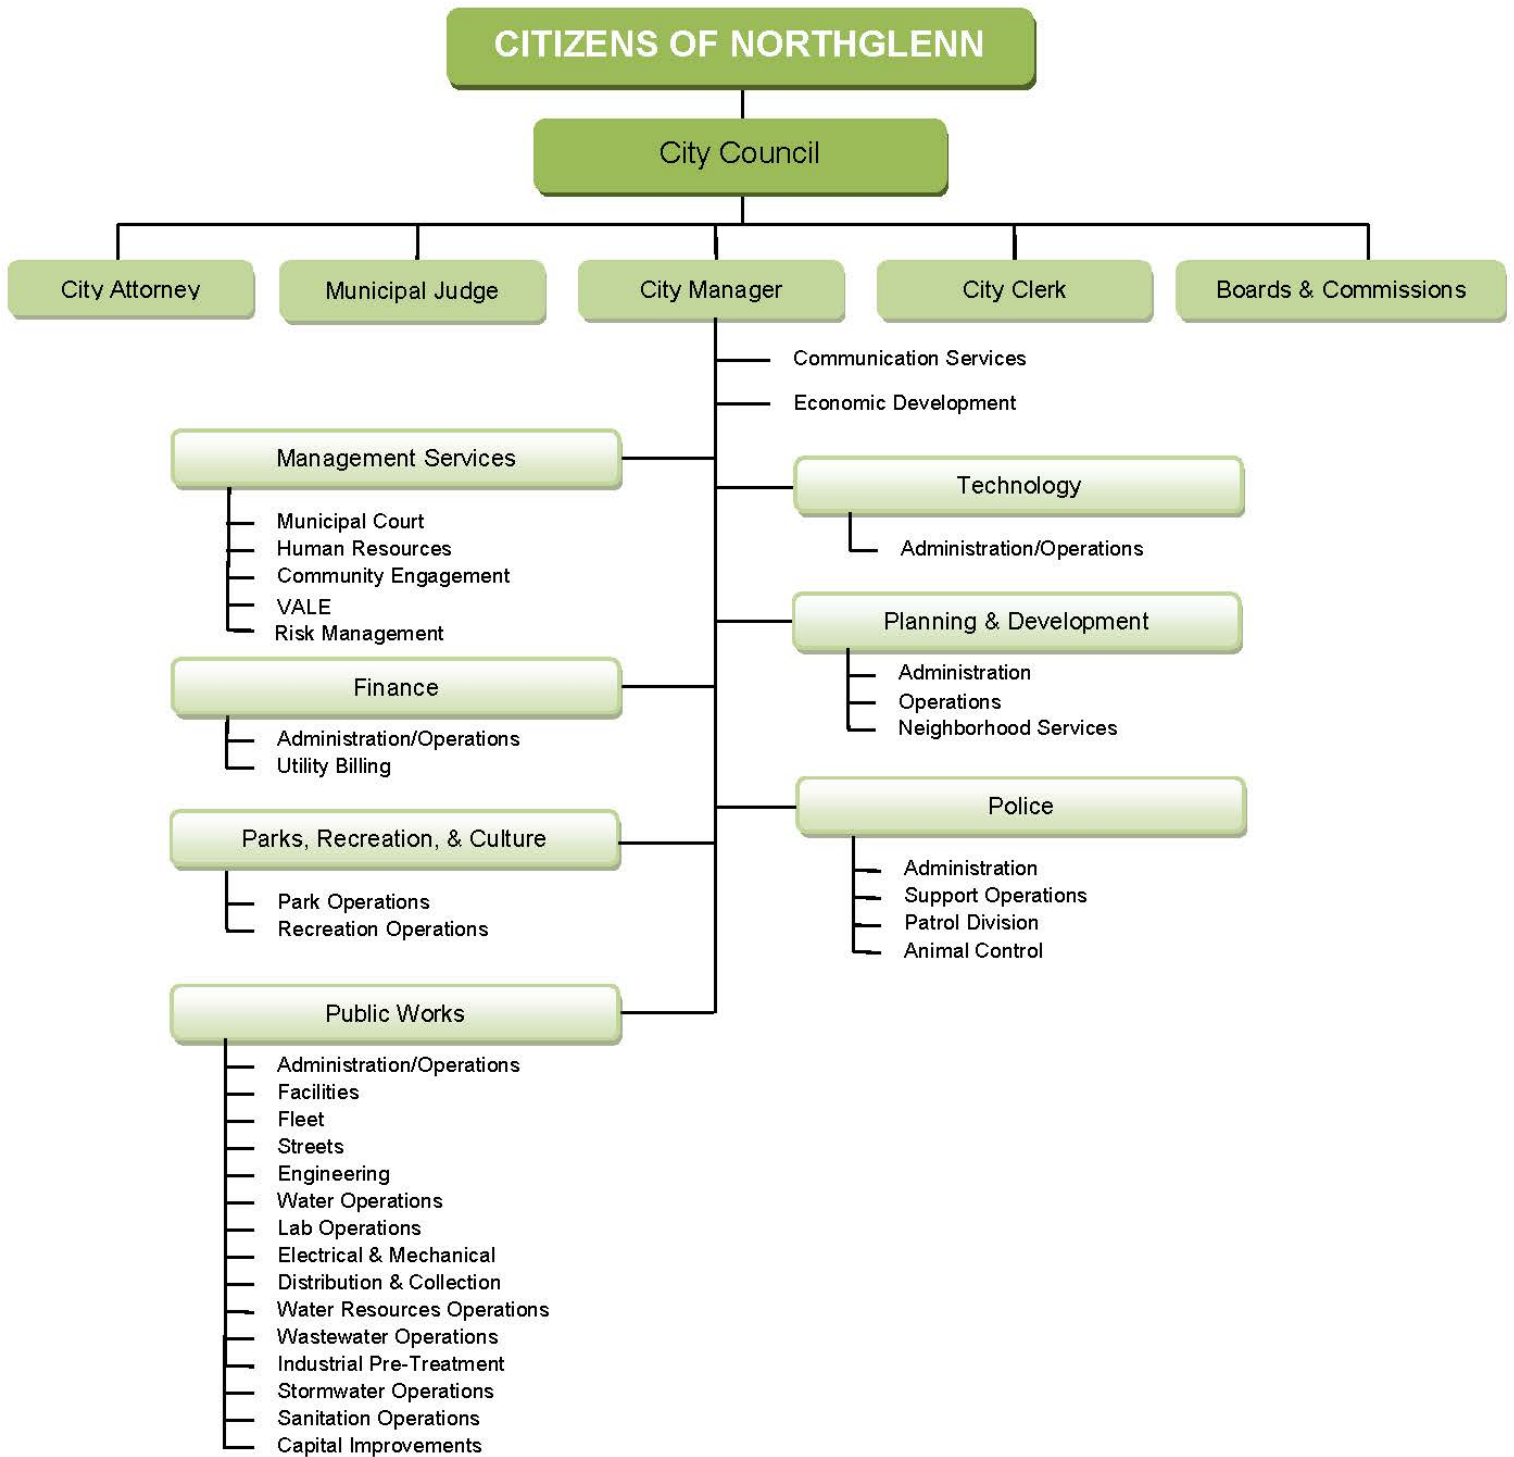 CITIZENS OF NORTHGLENN
City Council
City Attorney
Municipal Judge
City Manager
City Clerk
Boards & Commissions
Communication Services
Economic Development
Management Services
Municipal Court
Human Resources
Community Engagement
VALE
Risk Management
Finance
Administration/Operations
Utility Billing
Parks, Recreation, & Culture
Park Operations
Recreation Operations
Public Works
Administration/Operations
Facilities
Fleet
Streets
Engineering
Water Operations
Lab Operations
Electrical & Mechanical
Distribution & Collection
Water Resources Operations
Wastewater Operations
Industrial Pre-Treatment
Stormwater Operations
Sanitation Operations
Capital Improvements
Technology
Administration/Operations
Planning & Development
Administration
Operations
Neighborhood Services
Police
Administration
Support Operations
Patrol Division
Animal Control